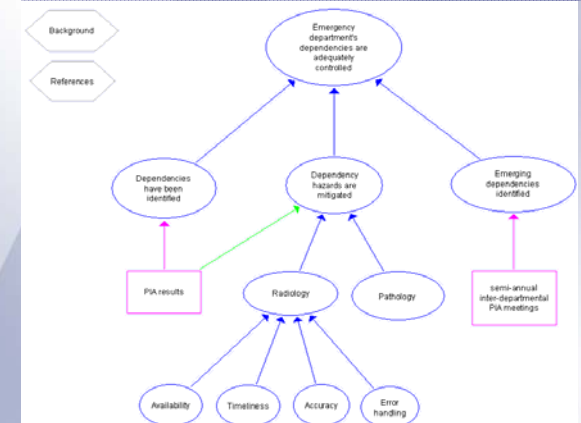 Background
References
Emergency
department's
dependencies are
adequately
controlled
Dependencies
have been
identified
Dependency
hazards are
mitigated
Emerging
dependencies
identified
PIA results
Radiology
Pathology
semi-annual
inter-departmental
PIA meetings
Availability
Timeliness
Accuracy
Error
handling